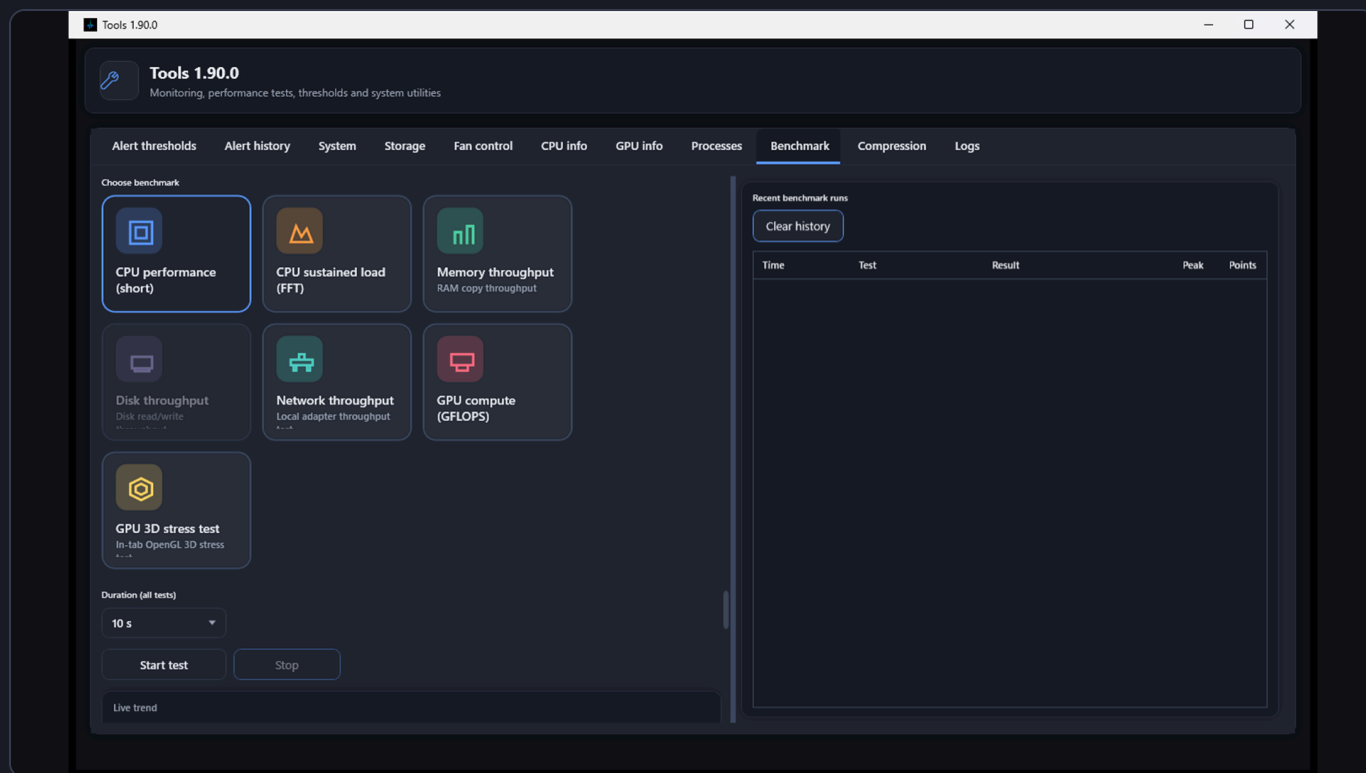 Tools 1.90.0
Tools 1.90.0
Monitoring, performance tests, thresholds and system utilities
Alert thresholds
Alert history
System
Storage
Fan control
CPU info
GPU info
Processes
Benchmark
Compression
Logs
Choose benchmark
CPU performance
(short)
CPU sustained load
(FFT)
Memory throughput
RAM copy throughput
Disk throughput
Disk read/write
Network throughput
Local adapter throughput
GPU compute
(GFLOPS)
GPU 3D stress test
In-tab OpenGL 3D stress
Duration (all tests)
10 s
Start test
Stop
Live trend
Recent benchmark runs
Clear history
Time
Test
Result
Peak
Points